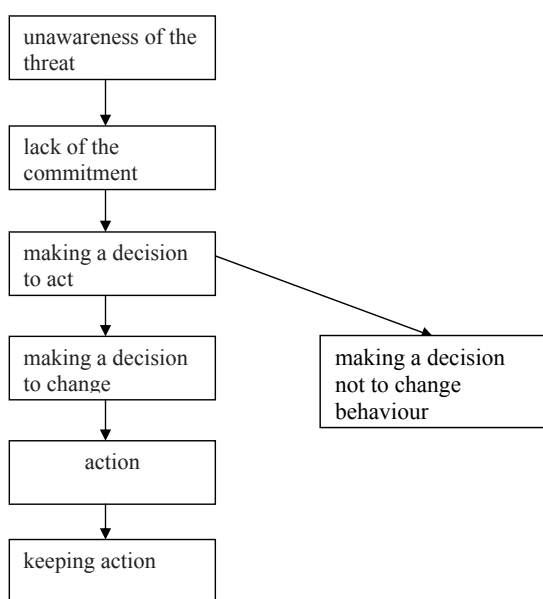 unawareness of the
threat
lack of the
commitment
making a decision
to act
making a decision
to change
making a decision
not to change
behaviour
action
keeping action